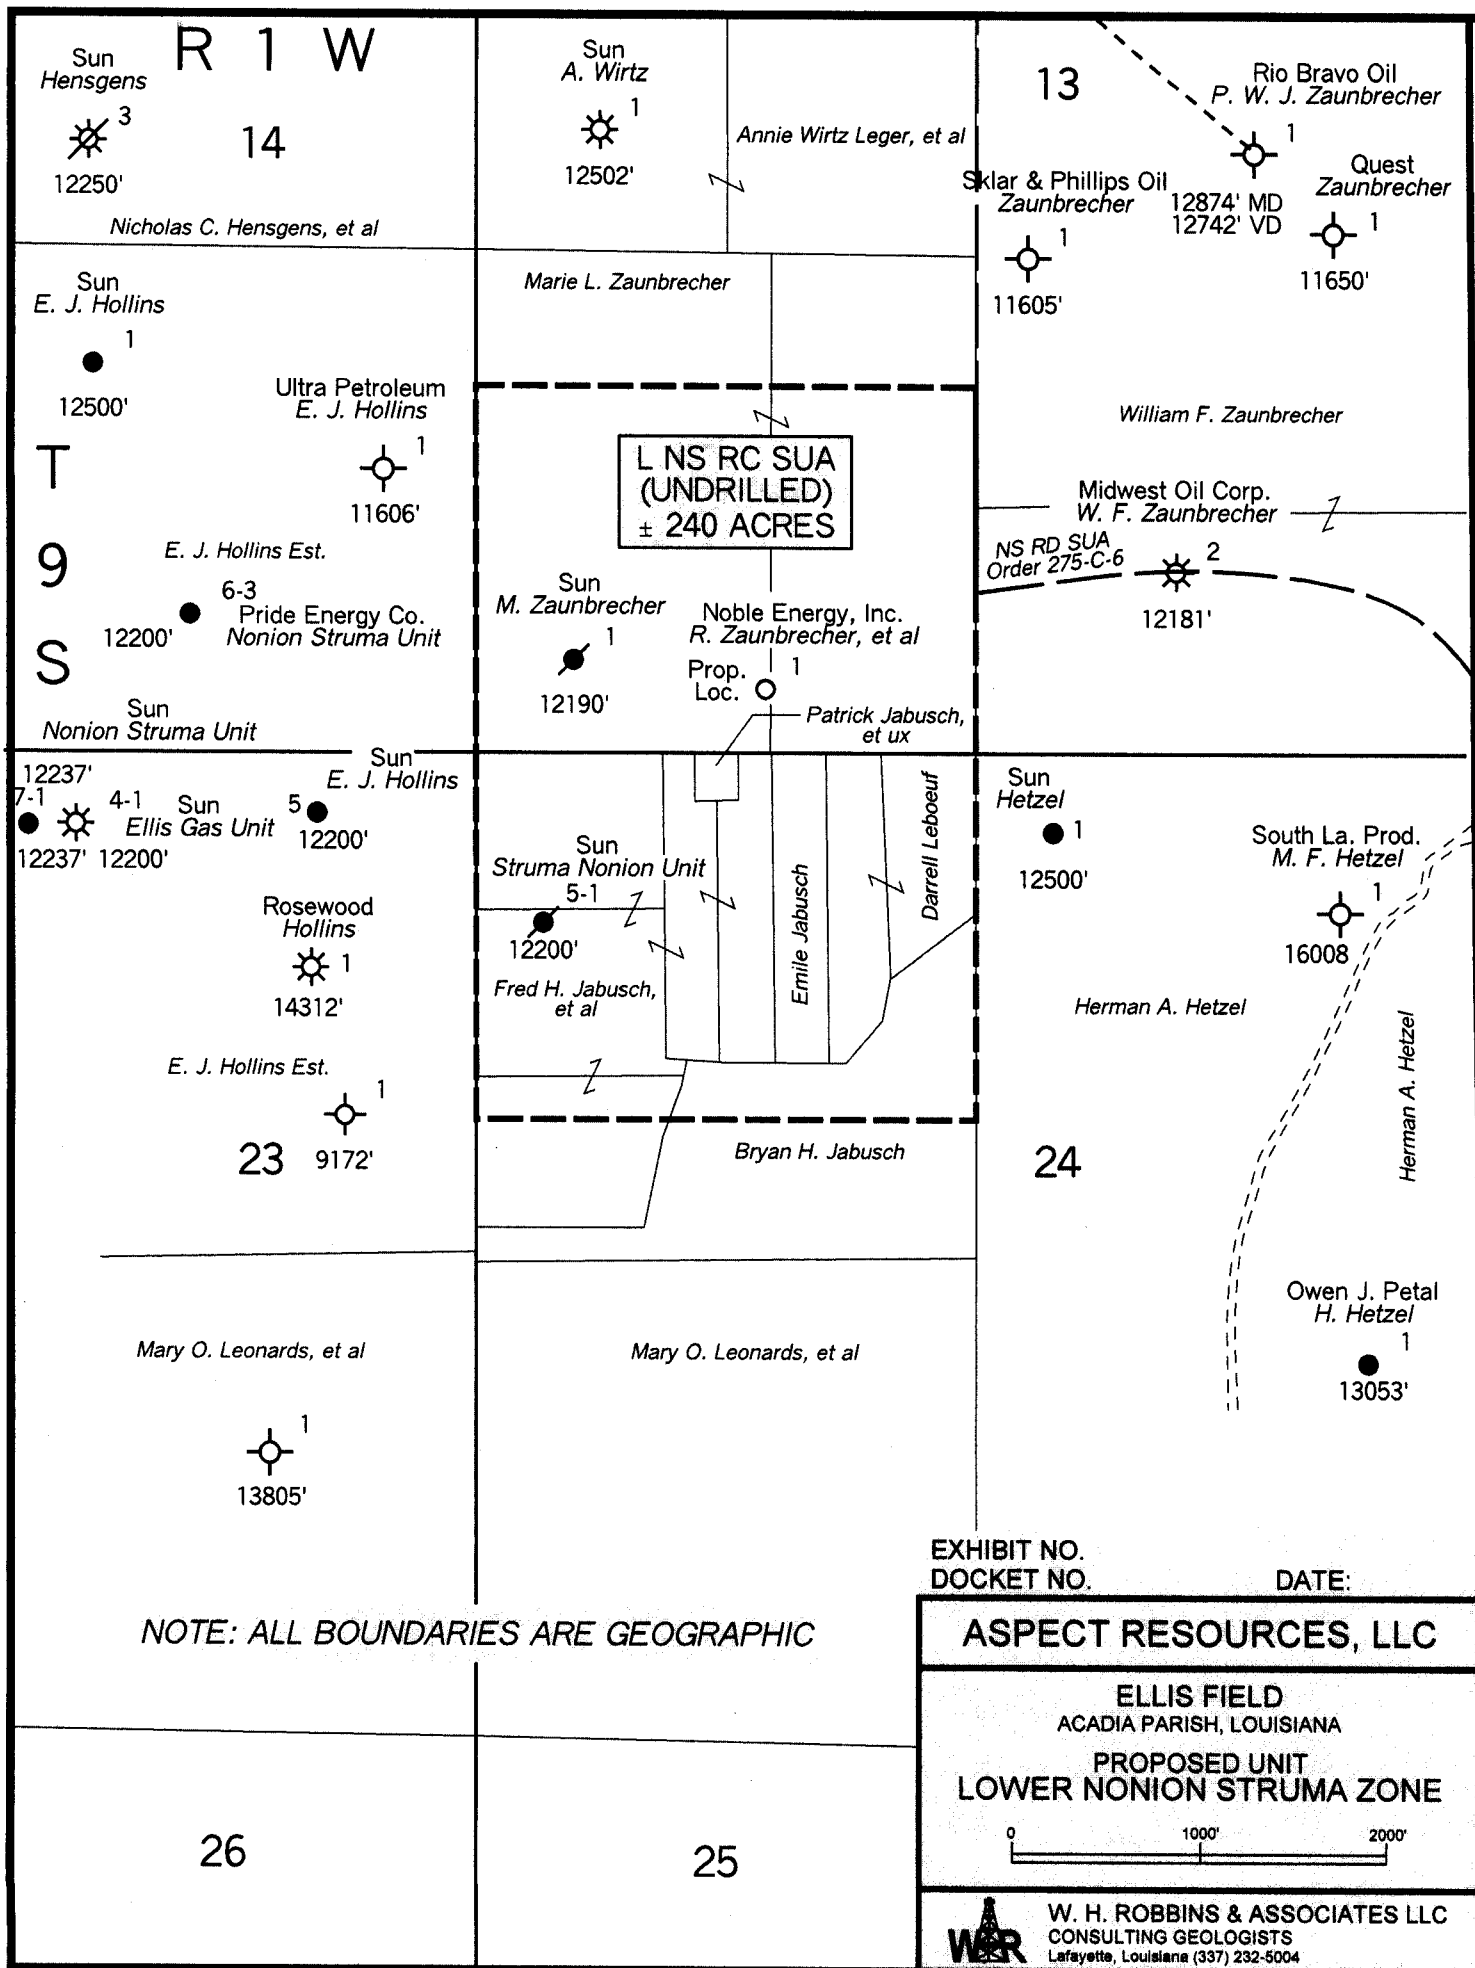 R 1 W
Sun
Hensgens
3
12250'
14
Nicholas C. Hensgens, et al
Sun
A. Wirtz
1
12502'
Annie Wirtz Leger, et al
13
Rio Bravo Oil
P. W. J. Zaunbrecher
1
12874' MD
12742' VD
Sklar & Phillips Oil
Zaunbrecher
1
11605'
Quest
Zaunbrecher
1
11650'
Sun
E. J. Hollins
1
12500'
Marie L. Zaunbrecher
Ultra Petroleum
E. J. Hollins
1
11606'
William F. Zaunbrecher
T
9
S
L NS RC SUA
(UNDRILLED)
± 240 ACRES
Midwest Oil Corp.
W. F. Zaunbrecher
NS RD SUA
Order 275-C-6
2
12181'
E. J. Hollins Est.
6-3
12200'
Pride Energy Co.
Nonion Struma Unit
Sun
M. Zaunbrecher
1
12190'
Noble Energy, Inc.
R. Zaunbrecher, et al
Prop.
Loc.
1
Patrick Jabusch,
et ux
Sun
Nonion Struma Unit
12237'
7-1
4-1
12237'
12200'
Sun
Ellis Gas Unit
Sun
E. J. Hollins
5
12200'
Sun
Struma Nonion Unit
5-1
12200'
Emile Jabusch
Darrell Leboeuf
Sun
Hetzel
1
12500'
South La. Prod.
M. F. Hetzel
1
16008
Rosewood
Hollins
1
14312'
Fred H. Jabusch,
et al
Herman A. Hetzel
Herman A. Hetzel
E. J. Hollins Est.
1
9172'
23
Bryan H. Jabusch
24
Mary O. Leonards, et al
Mary O. Leonards, et al
Owen J. Petal
H. Hetzel
1
13053'
1
13805'
EXHIBIT NO.
DOCKET NO.
DATE:
NOTE: ALL BOUNDARIES ARE GEOGRAPHIC
ASPECT RESOURCES, LLC
ELLIS FIELD
ACADIA PARISH, LOUISIANA
PROPOSED UNIT
LOWER NONION STRUMA ZONE
0 1000' 2000'
26
25
W R
W. H. ROBBINS & ASSOCIATES LLC
CONSULTING GEOLOGISTS
Lafayette, Louisiana (337) 232-5004